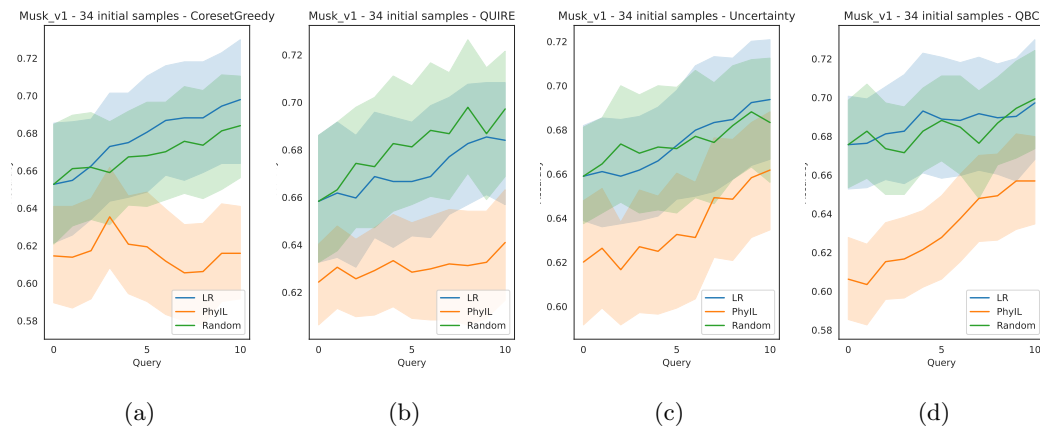 Musk_v1 - 34 initial samples - CoresetGreedy
0.72
0.70
0.68
0.66
0.64
0.62
0.60
0.58
0
5
10
Query
LR
PhyIL
Random
(a)
Musk_v1 - 34 initial samples - QUIRE
0.72
0.70
0.68
0.66
0.64
0.62
0
5
10
Query
LR
PhyIL
Random
(b)
Musk_v1 - 34 initial samples - Uncertainty
0.72
0.70
0.68
0.66
0.64
0.62
0.60
0
5
10
Query
LR
PhyIL
Random
(c)
Musk_v1 - 34 initial samples - QBC
0.72
0.70
0.68
0.66
0.64
0.62
0.60
0.58
0
5
10
Query
LR
PhyIL
Random
(d)